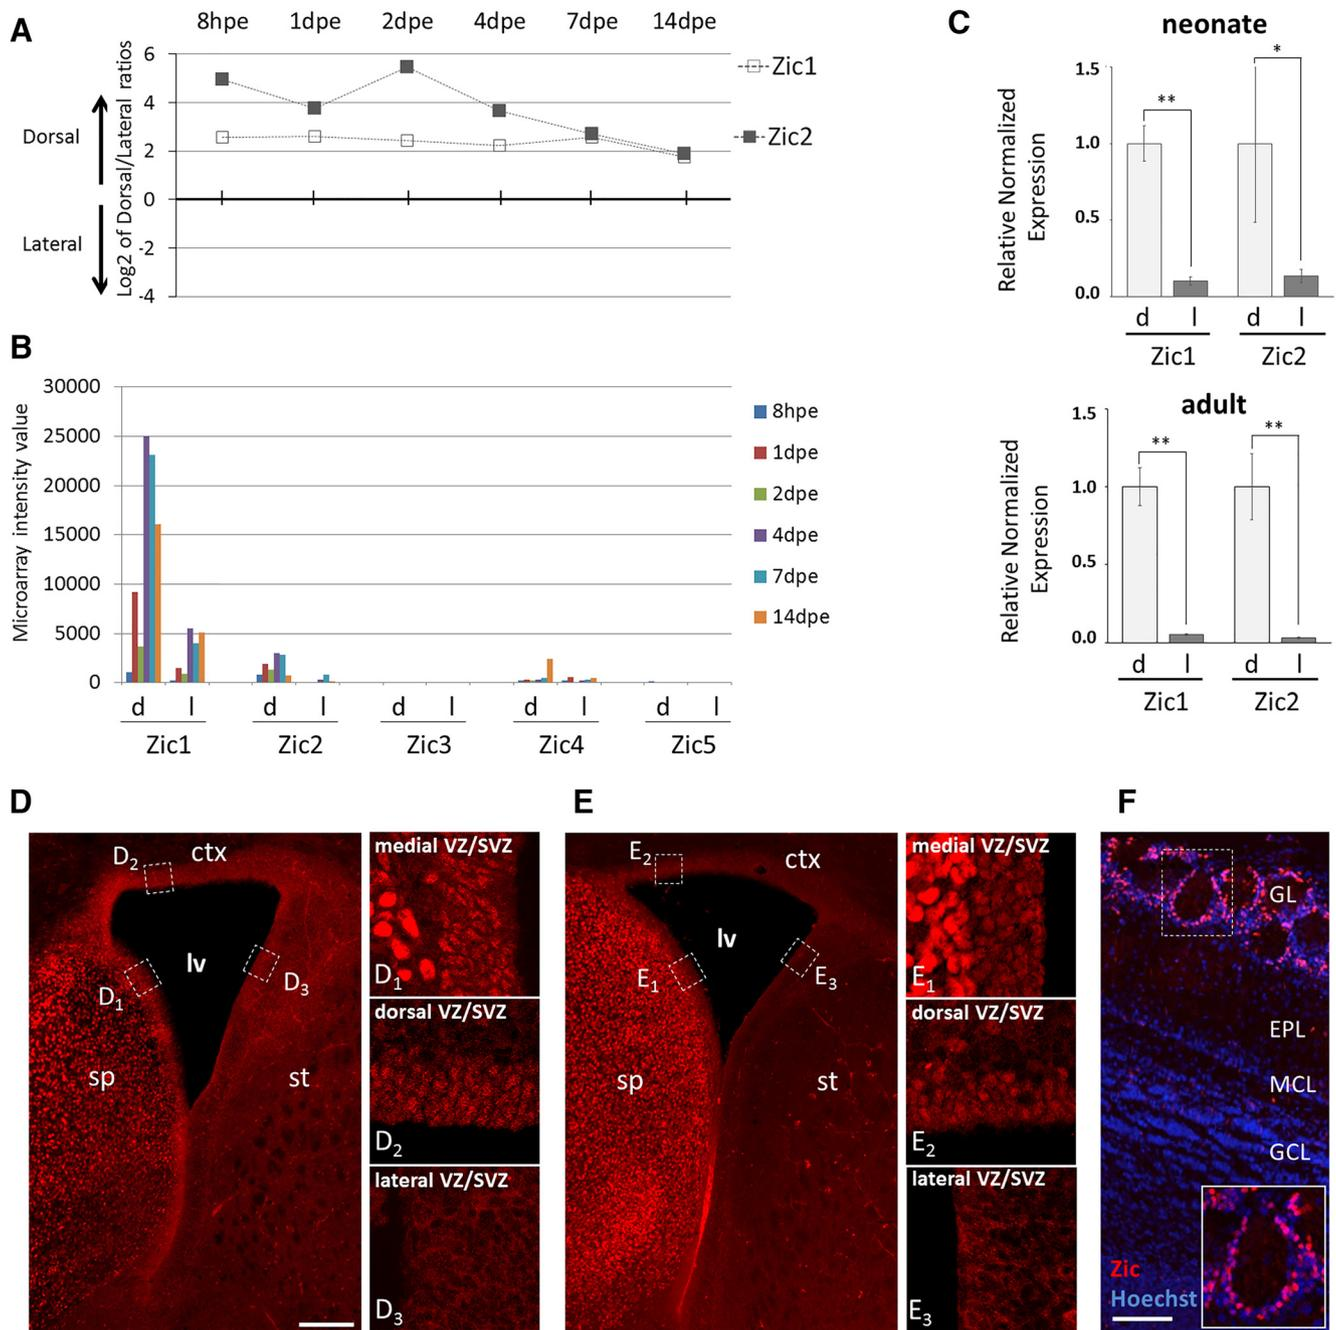 A
8hpe 1dpe 2dpe 4dpe 7dpe 14dpe
Dorsal
Lateral
Log2 of Dorsal/Lateral ratios
6
4
2
0
-2
-4
Zic1
Zic2
B
Microarray intensity value
30000
25000
20000
15000
10000
5000
0
d l d l d l d l d l
Zic1 Zic2 Zic3 Zic4 Zic5
8hpe
1dpe
2dpe
4dpe
7dpe
14dpe
C
neonate
Relative Normalized
Expression
1.5
1.0
0.5
0.0
** *
d l d l
Zic1 Zic2
adult
Relative Normalized
Expression
1.5
1.0
0.5
0.0
** **
d l d l
Zic1 Zic2
D
D2 ctx
lv
D1 D3
sp st
medial VZ/SVZ
D1
dorsal VZ/SVZ
D2
lateral VZ/SVZ
D3
E
E2 ctx
lv
E1 E3
sp st
medial VZ/SVZ
E1
dorsal VZ/SVZ
E2
lateral VZ/SVZ
E3
F
GL
EPL
MCL
GCL
Zic
Hoechst